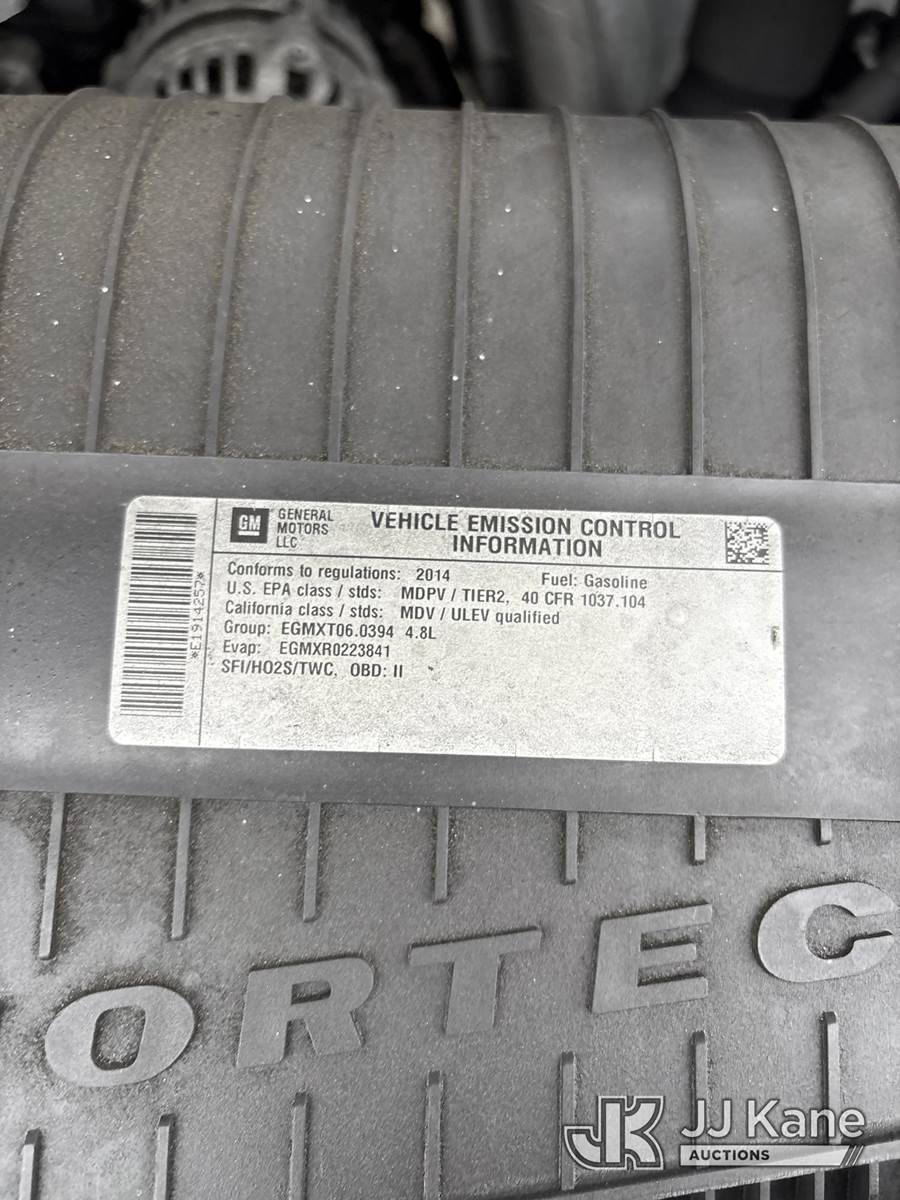 GM
GENERAL
MOTORS
LLC
VEHICLE EMISSION CONTROL
INFORMATION
Conforms to regulations: 2014
Fuel: Gasoline
U.S. EPA class / stds: MDPV / TIER2, 40 CFR 1037.104
California class / stds: MDV / ULEV qualified
Group: EGMXT06.0394 4.8L
Evap: EGMXR0223841
SFI/HO2S/TWC, OBD: II
*E1914257*
ORTEC
JK JJ Kane
AUCTIONS